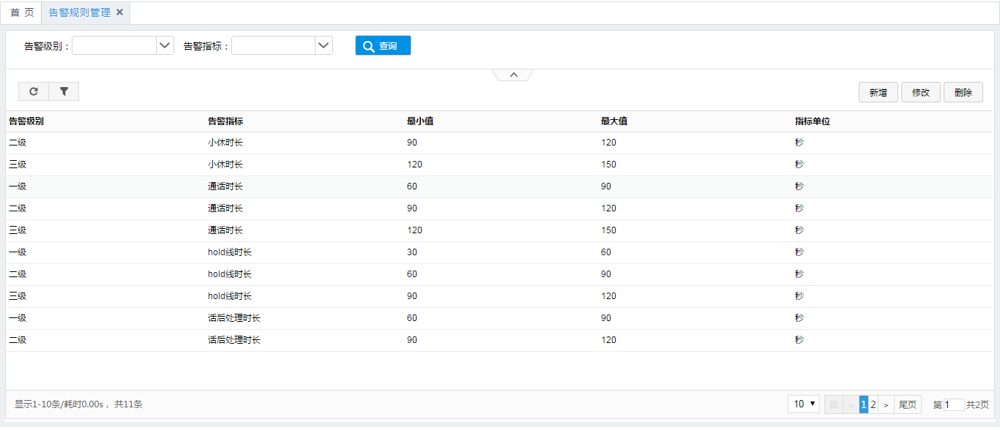 首 页 告警规则管理 ×
告警级别： 告警指标： 查询
新增 修改 删除
告警级别 告警指标 最小值 最大值 指标单位
二级 小休时长 90 120 秒
三级 小休时长 120 150 秒
一级 通话时长 60 90 秒
二级 通话时长 90 120 秒
三级 通话时长 120 150 秒
一级 hold线时长 30 60 秒
二级 hold线时长 60 90 秒
三级 hold线时长 90 120 秒
一级 话后处理时长 60 90 秒
二级 话后处理时长 90 120 秒
显示1-10条/耗时0.00s， 共11条 10 首 < 1 2 > 尾页 第 1 共2页